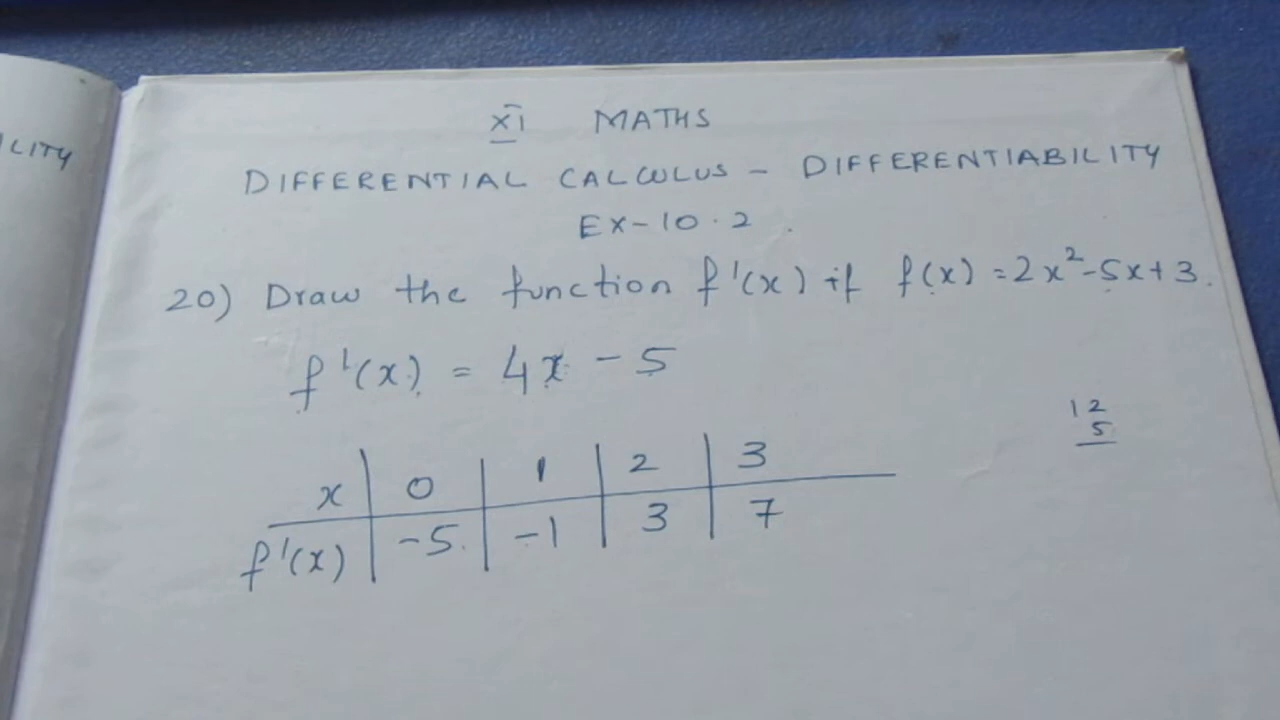 LITY
XI MATHS
DIFFERENTIAL CALCULUS - DIFFERENTIABILITY
EX-10.2.
20) Draw the function f'(x) if f(x) = 2x²-5x+3.
f'(x) = 4x - 5
12
5
x | 0 | 1 | 2 | 3
f'(x) | -5 | -1 | 3 | 7